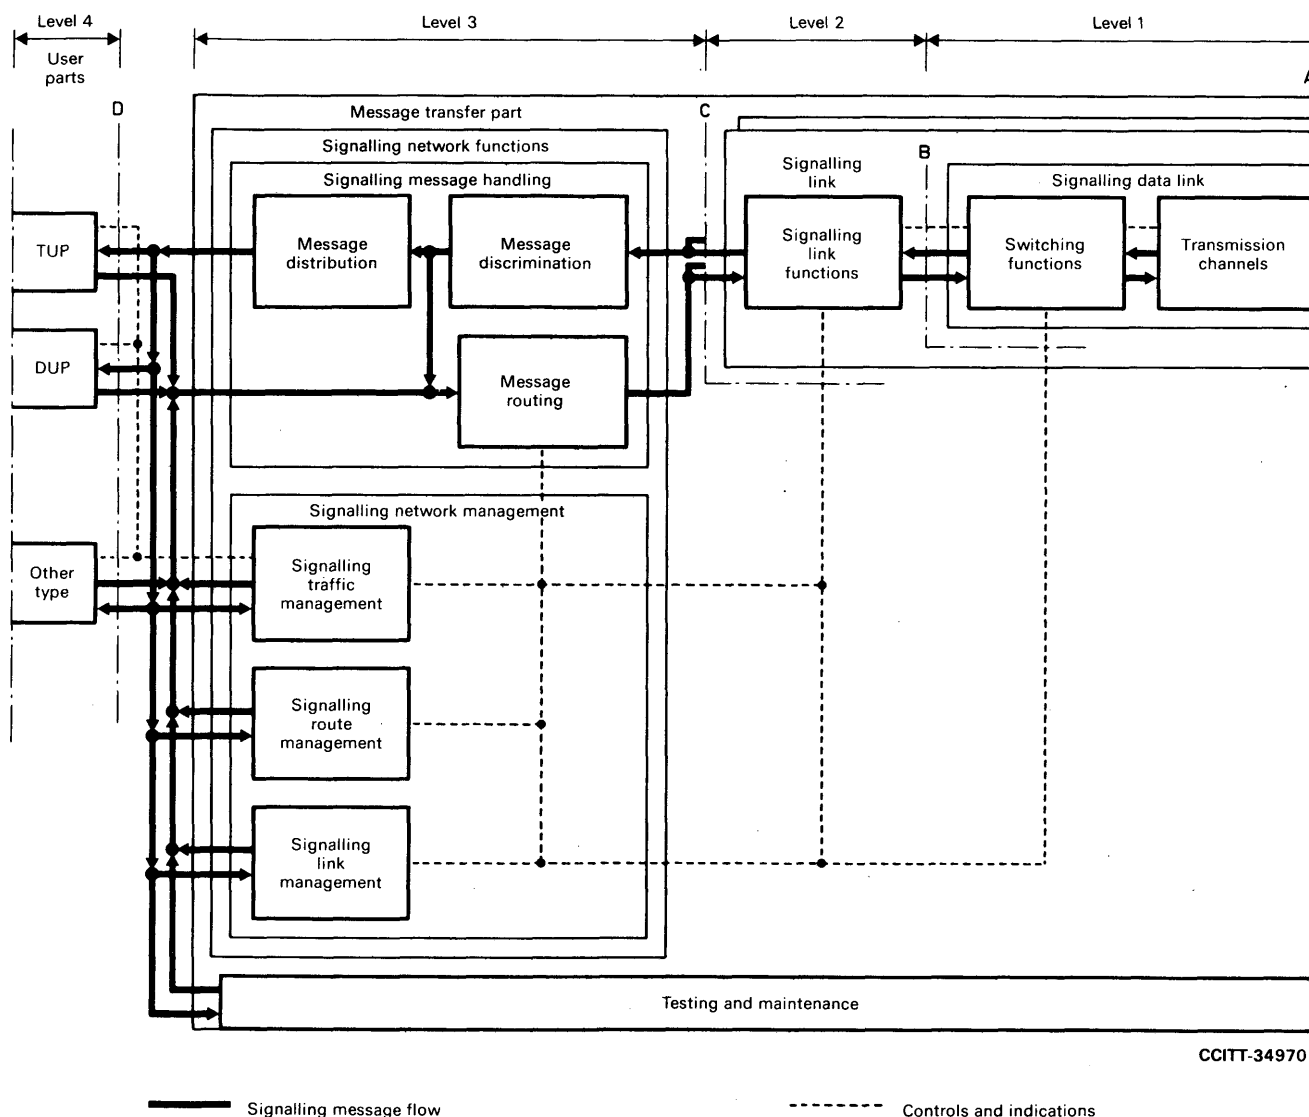 Level 4
Level 3
Level 2
Level 1
User
parts
A
D
Message transfer part
C
Signalling network functions
B
Signalling message handling
Signalling
link
Signalling data link
TUP
Message
distribution
Message
discrimination
Signalling
link
functions
Switching
functions
Transmission
channels
DUP
Message
routing
Signalling network management
Other
type
Signalling
traffic
management
Signalling
route
management
Signalling
link
management
Testing and maintenance
CCITT-34970
Signalling message flow
Controls and indications